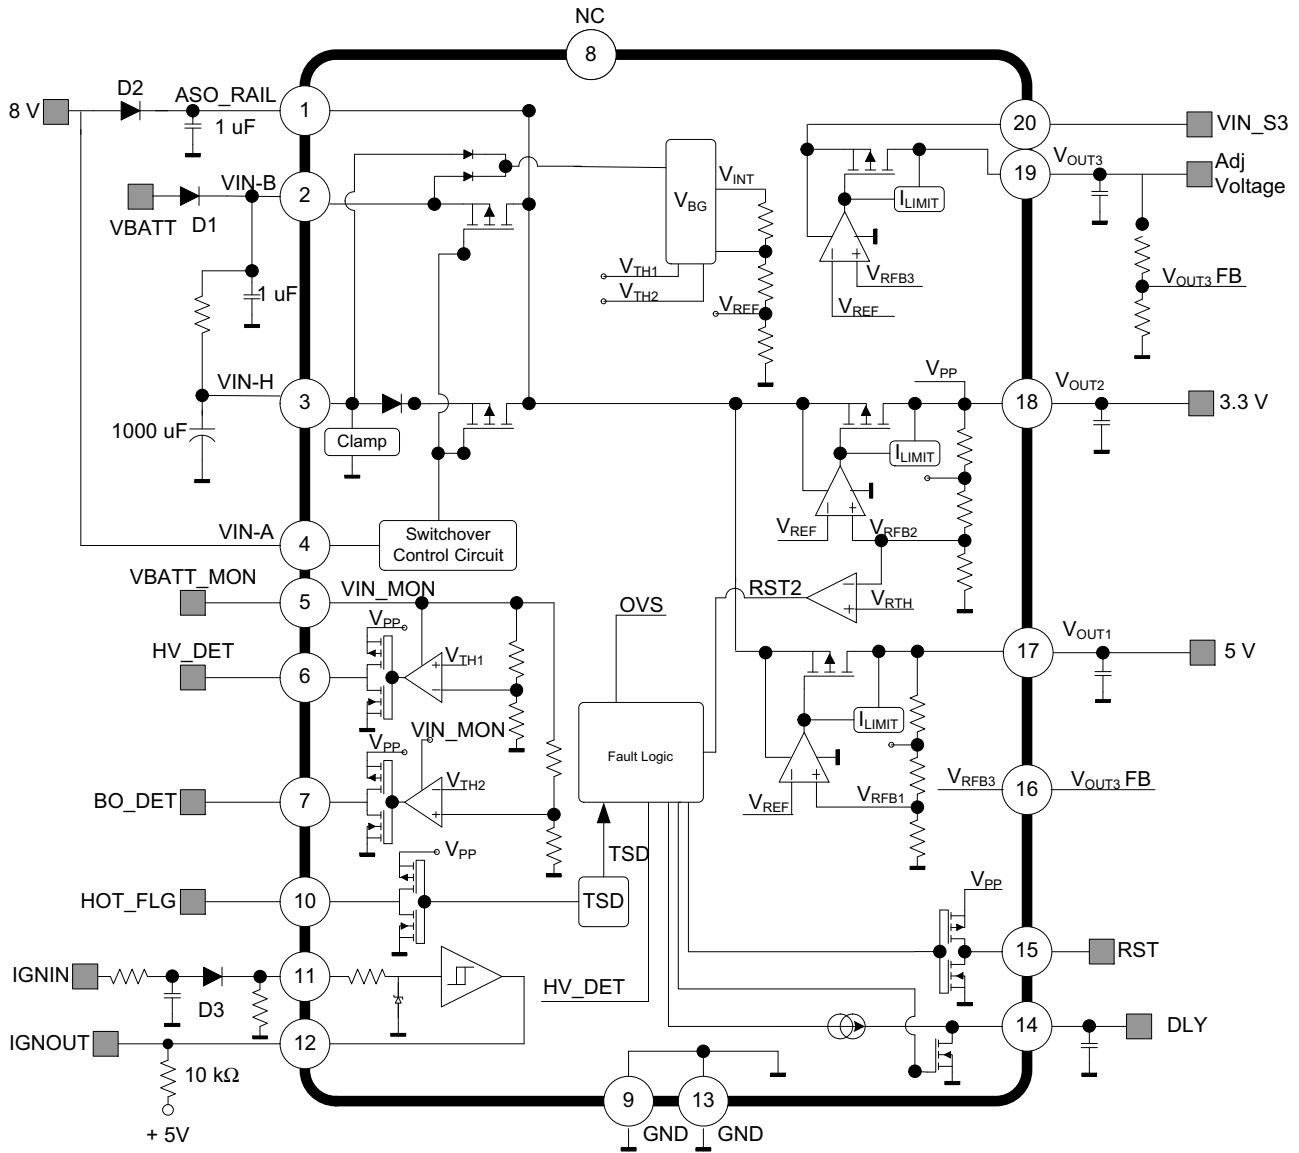 NC
8
8 V
D2
ASO_RAIL
1
1 uF
20
VIN_S3
VIN-B
2
VBATT
D1
1 uF
VBG
VINT
VTH1
VTH2
VREF
ILIMIT
VRFB3
VREF
19
VOUT3
Adj
Voltage
VOUT3 FB
VIN-H
3
1000 uF
Clamp
VPP
18
VOUT2
3.3 V
ILIMIT
VREF
VRFB2
VIN-A
4
Switchover
Control Circuit
RST2
VRTH
VBATT_MON
5
VIN_MON
OVS
HV_DET
6
VPP
VTH1
17
VOUT1
5 V
VIN_MON
ILIMIT
Fault Logic
BO_DET
7
VPP
VTH2
VREF
VRFB1
VRFB3
16
VOUT3 FB
TSD
VPP
HOT_FLG
10
TSD
VPP
15
RST
IGNIN
D3
11
HV_DET
IGNOUT
12
14
DLY
10 kΩ
+ 5V
9
GND
13
GND